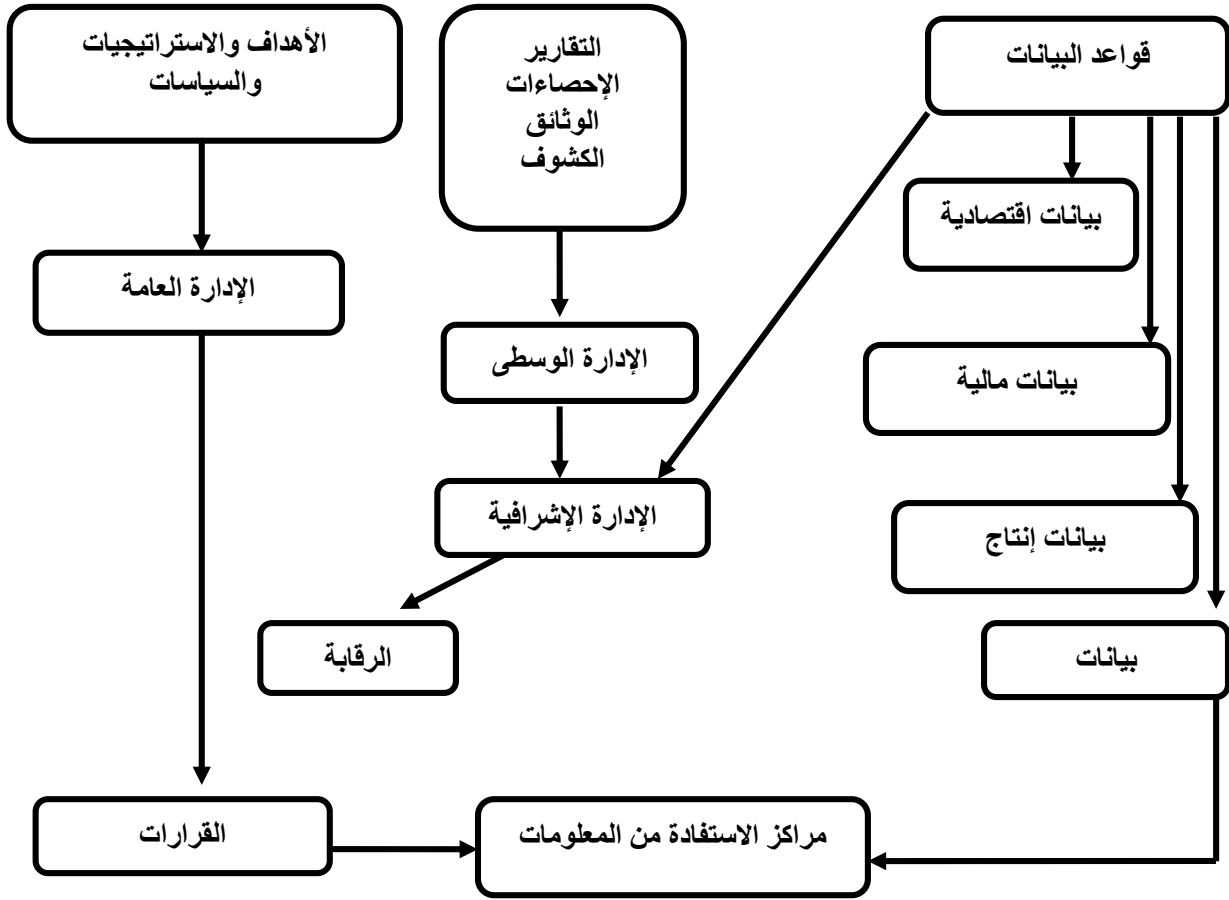 قواعد البيانات
التقارير
الإحصاءات
الوثائق
الكشوف
الأهداف والاستراتيجيات
والسياسات
بيانات اقتصادية
الإدارة العامة
الإدارة الوسطى
بيانات مالية
الإدارة الإشرافية
بيانات إنتاج
الرقابة
بيانات
القرارات
مراكز الاستفادة من المعلومات